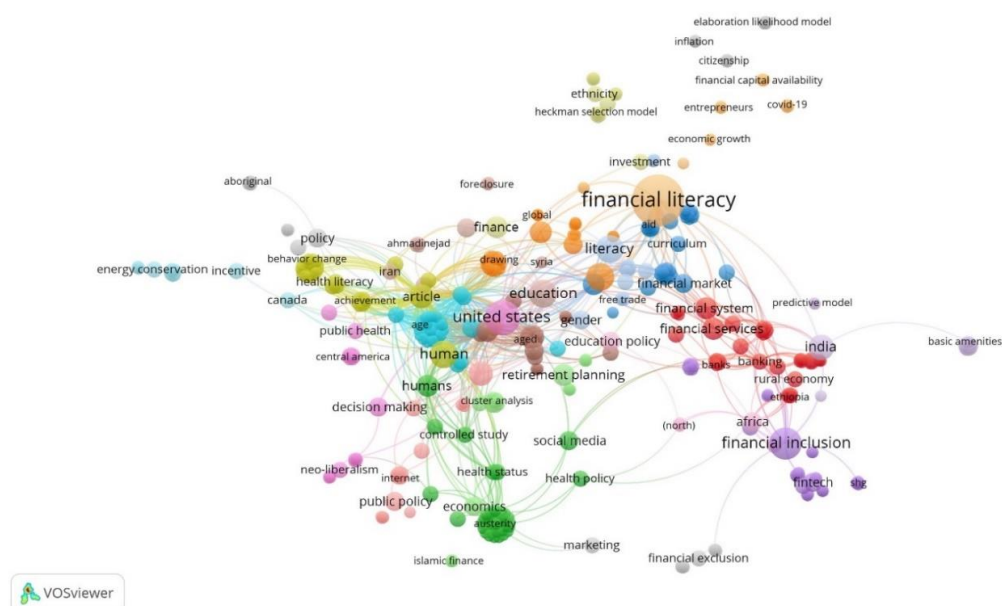 elaboration likelihood model
inflation
citizenship
financial capital availability
ethnicity
entrepreneurs
covid-19
heckman selection model
economic growth
investment
aboriginal
foreclosure
financial literacy
global
aid
policy
finance
ahmadinejad
literacy
curriculum
behavior change
drawing
syria
energy conservation
incentive
iran
health literacy
financial market
canada
achievement
article
education
free trade
predictive model
financial system
united states
public health
age
gender
financial services
education policy
india
basic amenities
central america
human
aged
banks
banking
retirement planning
rural economy
humans
ethiopia
decision making
cluster analysis
africa
(north)
controlled study
social media
financial inclusion
neo-liberalism
internet
health status
health policy
fintech
shg
public policy
economics
austerity
marketing
islamic finance
financial exclusion
VOSviewer